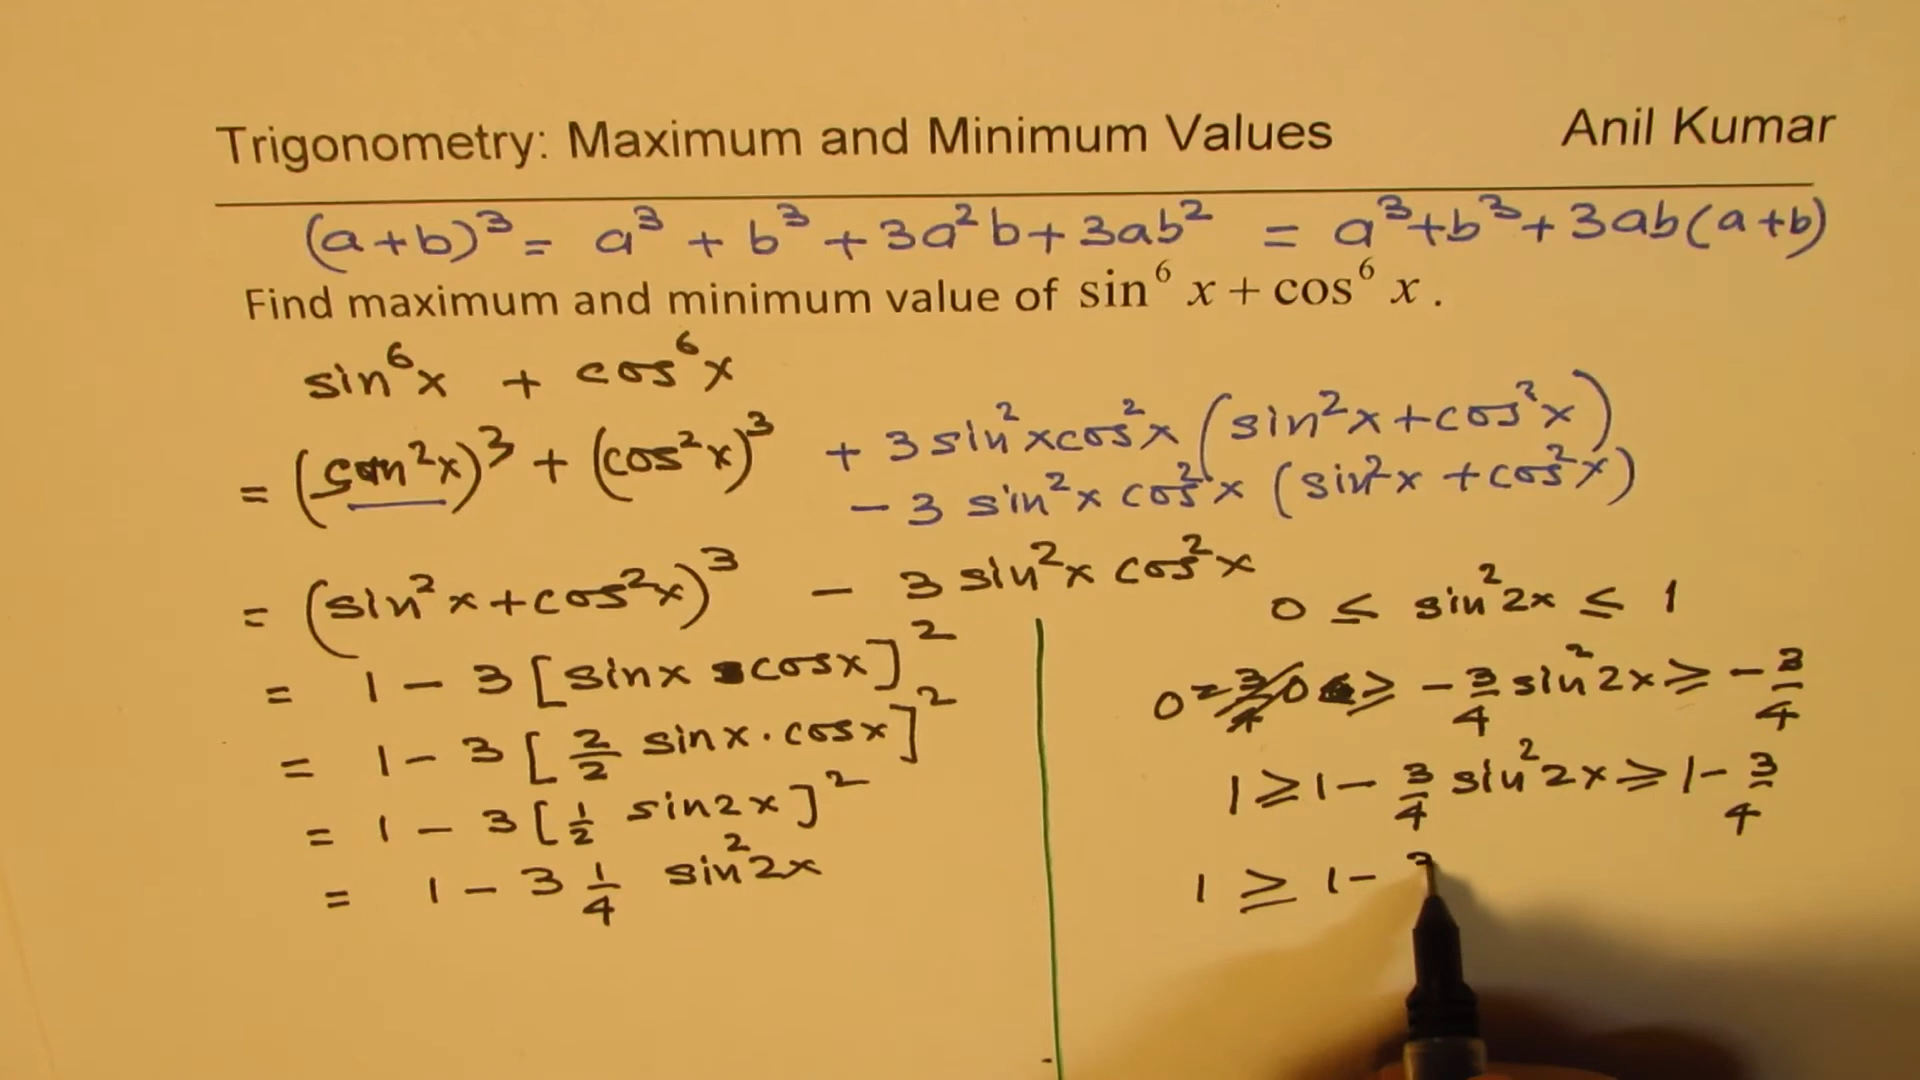 Trigonometry: Maximum and Minimum Values Anil Kumar
(a+b)³ = a³ + b³ + 3a²b + 3ab² = a³+b³+3ab(a+b)
Find maximum and minimum value of sin⁶ x + cos⁶ x.
sin⁶x + cos⁶x
= (sin²x)³ + (cos²x)³ + 3sin²xcos²x(sin²x+cos²x)
- 3 sin²x cos²x (sin²x + cos²x)
= (sin²x+cos²x)³ - 3 sin²x cos²x
= 1 - 3 [sinx cosx]²
= 1 - 3 [2/2 sinx · cosx]²
= 1 - 3 [1/2 sin2x]²
= 1 - 3 1/4 sin²2x
0 ≤ sin²2x ≤ 1
0 ≥ -3/4 sin²2x ≥ -3/4
1 ≥ 1 - 3/4 sin²2x ≥ 1 - 3/4
1 ≥ 1 - 3